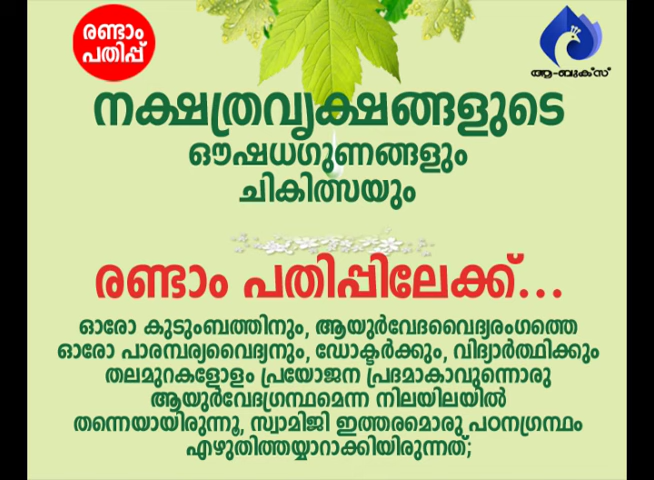 രണ്ടാം
പതിപ്പ്
ആ-ബുക്സ്
നക്ഷത്രവൃക്ഷങ്ങളുടെ
ഔഷധഗുണങ്ങളും
ചികിത്സയും
രണ്ടാം പതിപ്പിലേക്ക്...
ഓരോ കുടുംബത്തിനും, ആയുർവേദവൈദ്യരംഗത്തെ
ഓരോ പാരമ്പര്യവൈദ്യനും, ഡോക്ടർക്കും, വിദ്യാർത്ഥിക്കും
തലമുറകളോളം പ്രയോജന പ്രദമാകാവുന്നൊരു
ആയുർവേദഗ്രന്ഥമെന്ന നിലയിലയിൽ
തന്നെയായിരുന്നൂ, സ്വാമിജി ഇത്തരമൊരു പഠനഗ്രന്ഥം
എഴുതിത്തയ്യാറാക്കിയിരുന്നത്;